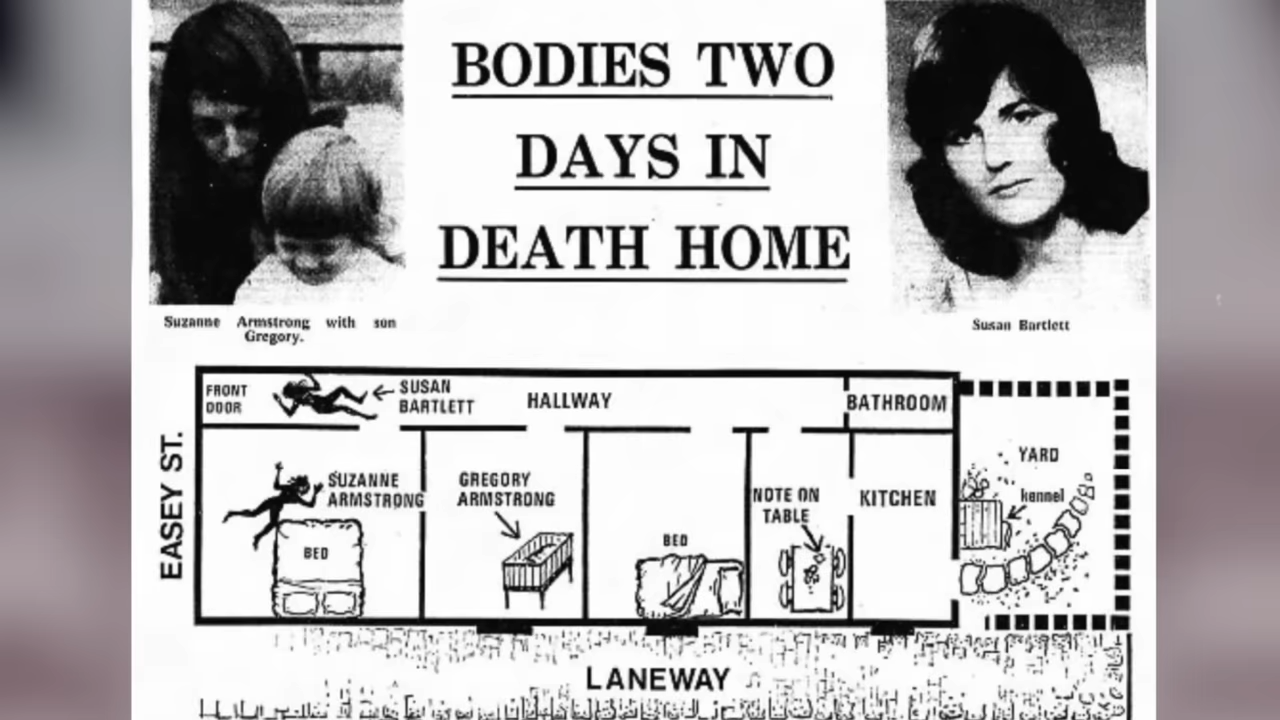 BODIES TWO
DAYS IN
DEATH HOME
Suzanne Armstrong with son
Gregory.
Susan Bartlett
FRONT
DOOR
SUSAN
BARTLETT
HALLWAY
BATHROOM
EASEY ST.
SUZANNE
ARMSTRONG
BED
GREGORY
ARMSTRONG
BED
NOTE ON
TABLE
KITCHEN
YARD
kennel
LANEWAY